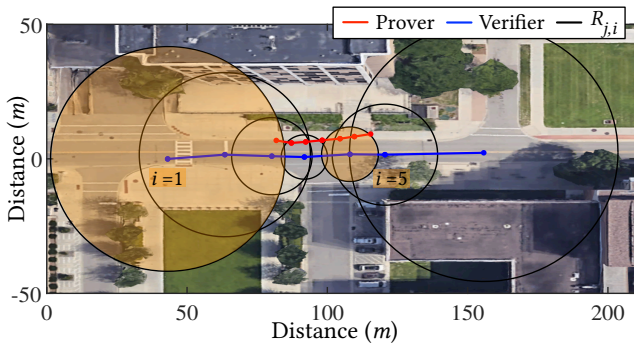 Prover Verifier R_{j,i}
50
Distance (m)
0
-50
i=1
i=5
0 50 100 150 200
Distance (m)